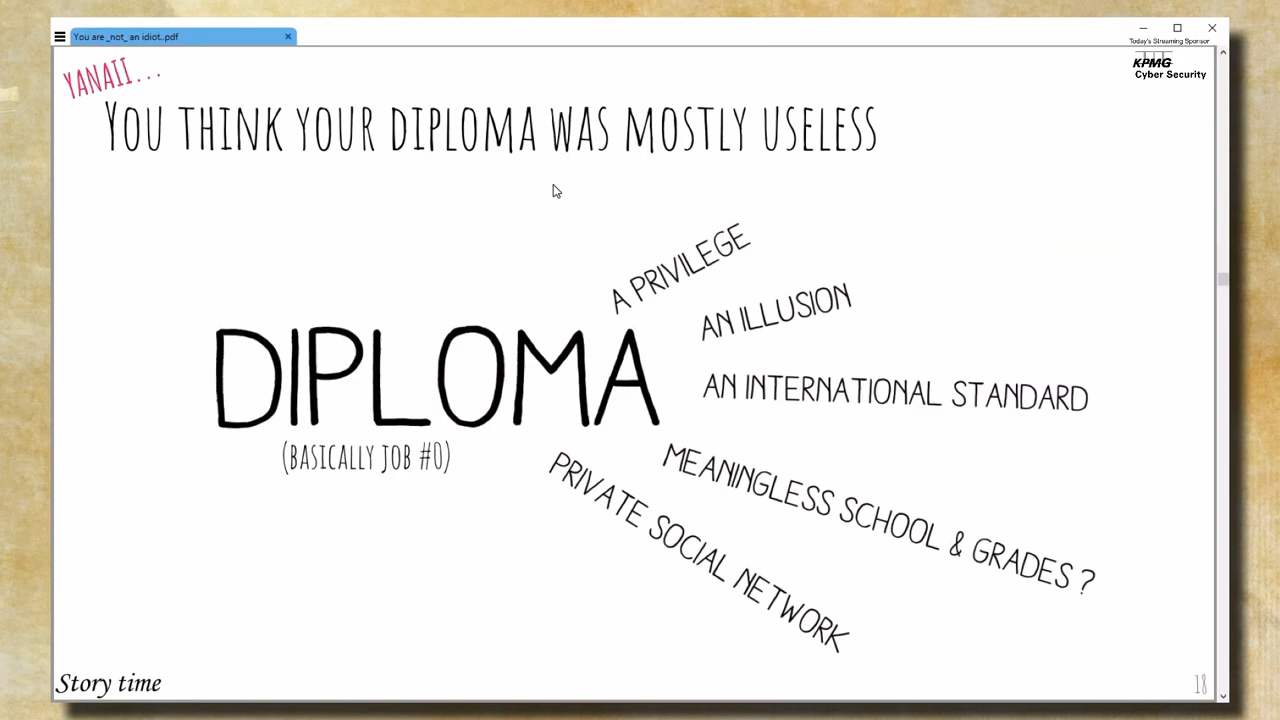 You are _not_ an idiot..pdf
Today's Streaming Sponsor
KPMG
Cyber Security
YANAII...
YOU THINK YOUR DIPLOMA WAS MOSTLY USELESS
A PRIVILEGE
AN ILLUSION
DIPLOMA
AN INTERNATIONAL STANDARD
(BASICALLY JOB #0)
MEANINGLESS SCHOOL & GRADES ?
PRIVATE SOCIAL NETWORK
Story time
18